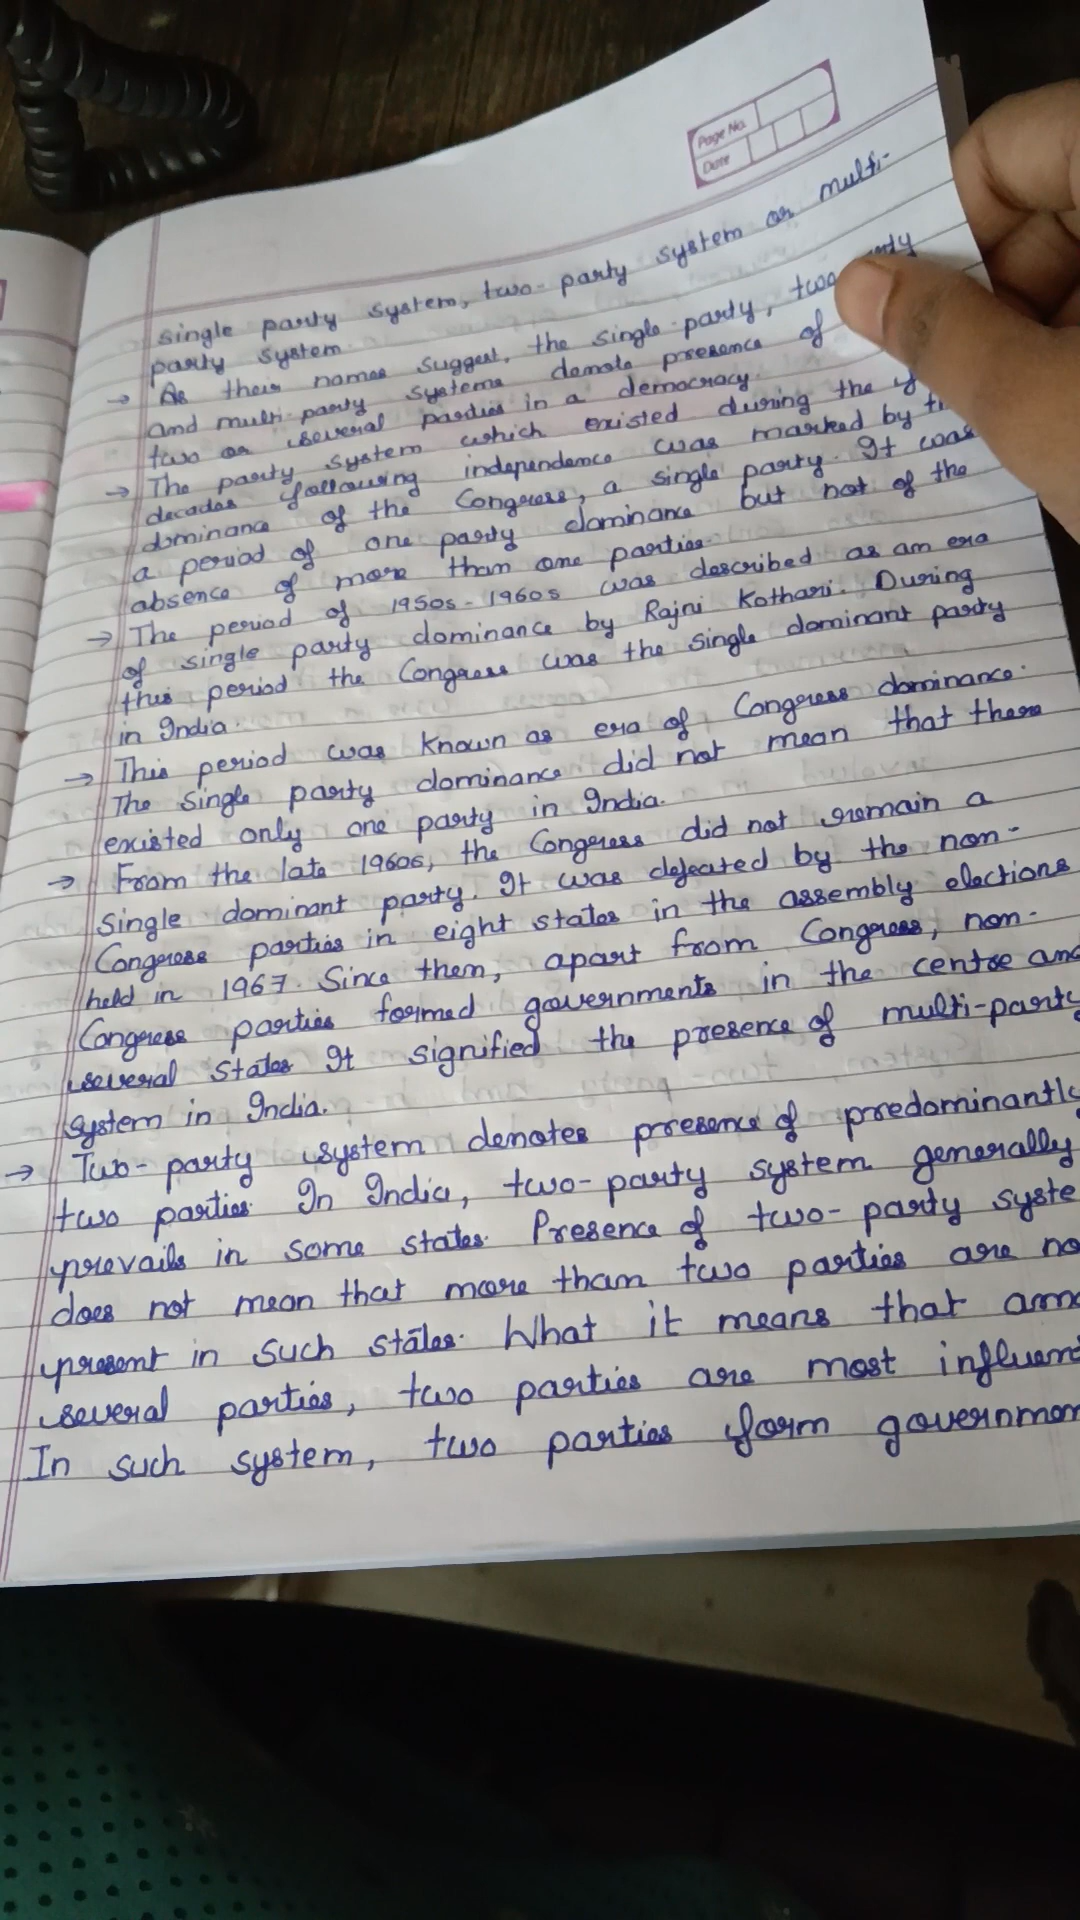 Page No.
Date
single party system, two-party system or multi-
party system.
→ As their names suggest, the single-party, two
and multi-party systems denote presence of
two or several parties in a democracy.
→ The party system which existed during the
decades following independence was marked by
dominance of the Congress, a single party. It was
a period of one party dominance but not of the
absence of more than one parties.
→ The period of 1950s-1960s was described as an era
of single party dominance by Rajni Kothari. During
this period the Congress was the single dominant party
in India.
→ This period was known as era of Congress dominance.
The single party dominance did not mean that there
existed only one party in India.
→ From the late 1960s, the Congress did not remain a
single dominant party. It was defeated by the non-
Congress parties in eight states in the assembly elections
held in 1967. Since then, apart from Congress, non-
Congress parties formed governments in the centre and
several states It signified the presence of multi-party
system in India.
→ Two-party system denotes presence of predominantly
two parties. In India, two-party system generally
prevails in some states. Presence of two-party syste
does not mean that more than two parties are no
present in such states. What it means that amo
several parties, two parties are most influent
In such system, two parties form governmen